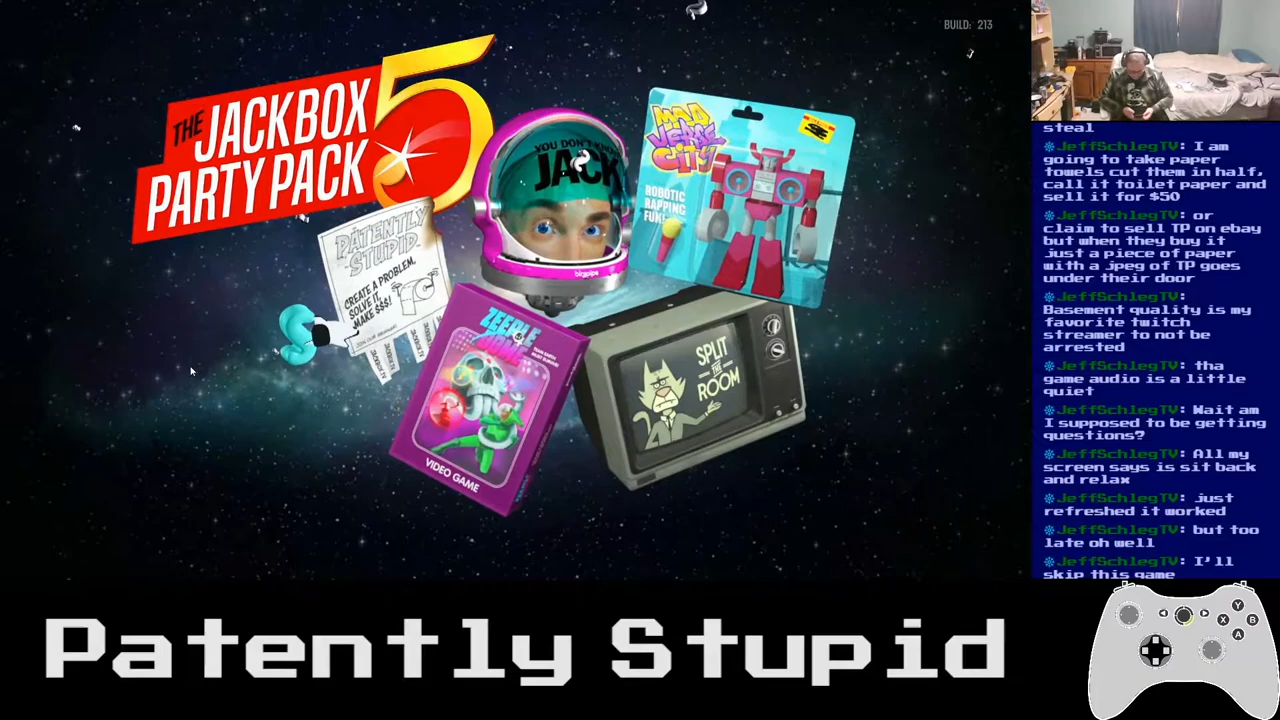 BUILD: 213
THE
JACKBOX
PARTY PACK
5
YOU DON'T KNOW
JACK
bigpipe
MAD
VERSE
CITY
ROBOTIC
RAPPING
FUN!
PATENTLY
STUPID
CREATE A PROBLEM.
SOLVE IT.
MAKE $$$!
ZEEPLE
DOME
VIDEO GAME
SPLIT
THE
ROOM
steal
JeffSchlegTV: I am
going to take paper
towels cut them in half,
call it toilet paper and
sell it for $50
JeffSchlegTV: or
claim to sell TP on ebay
but when they buy it
just a piece of paper
with a jpeg of TP goes
under their door
JeffSchlegTV:
Basement quality is my
favorite twitch
streamer to not be
arrested
JeffSchlegTV: tha
game audio is a little
quiet
JeffSchlegTV: Wait am
I supposed to be getting
questions?
JeffSchlegTV: All my
screen says is sit back
and relax
JeffSchlegTV: just
refreshed it worked
JeffSchlegTV: but too
late oh well
JeffSchlegTV: I'll
skip this game
Patently Stupid
Y
X
B
A